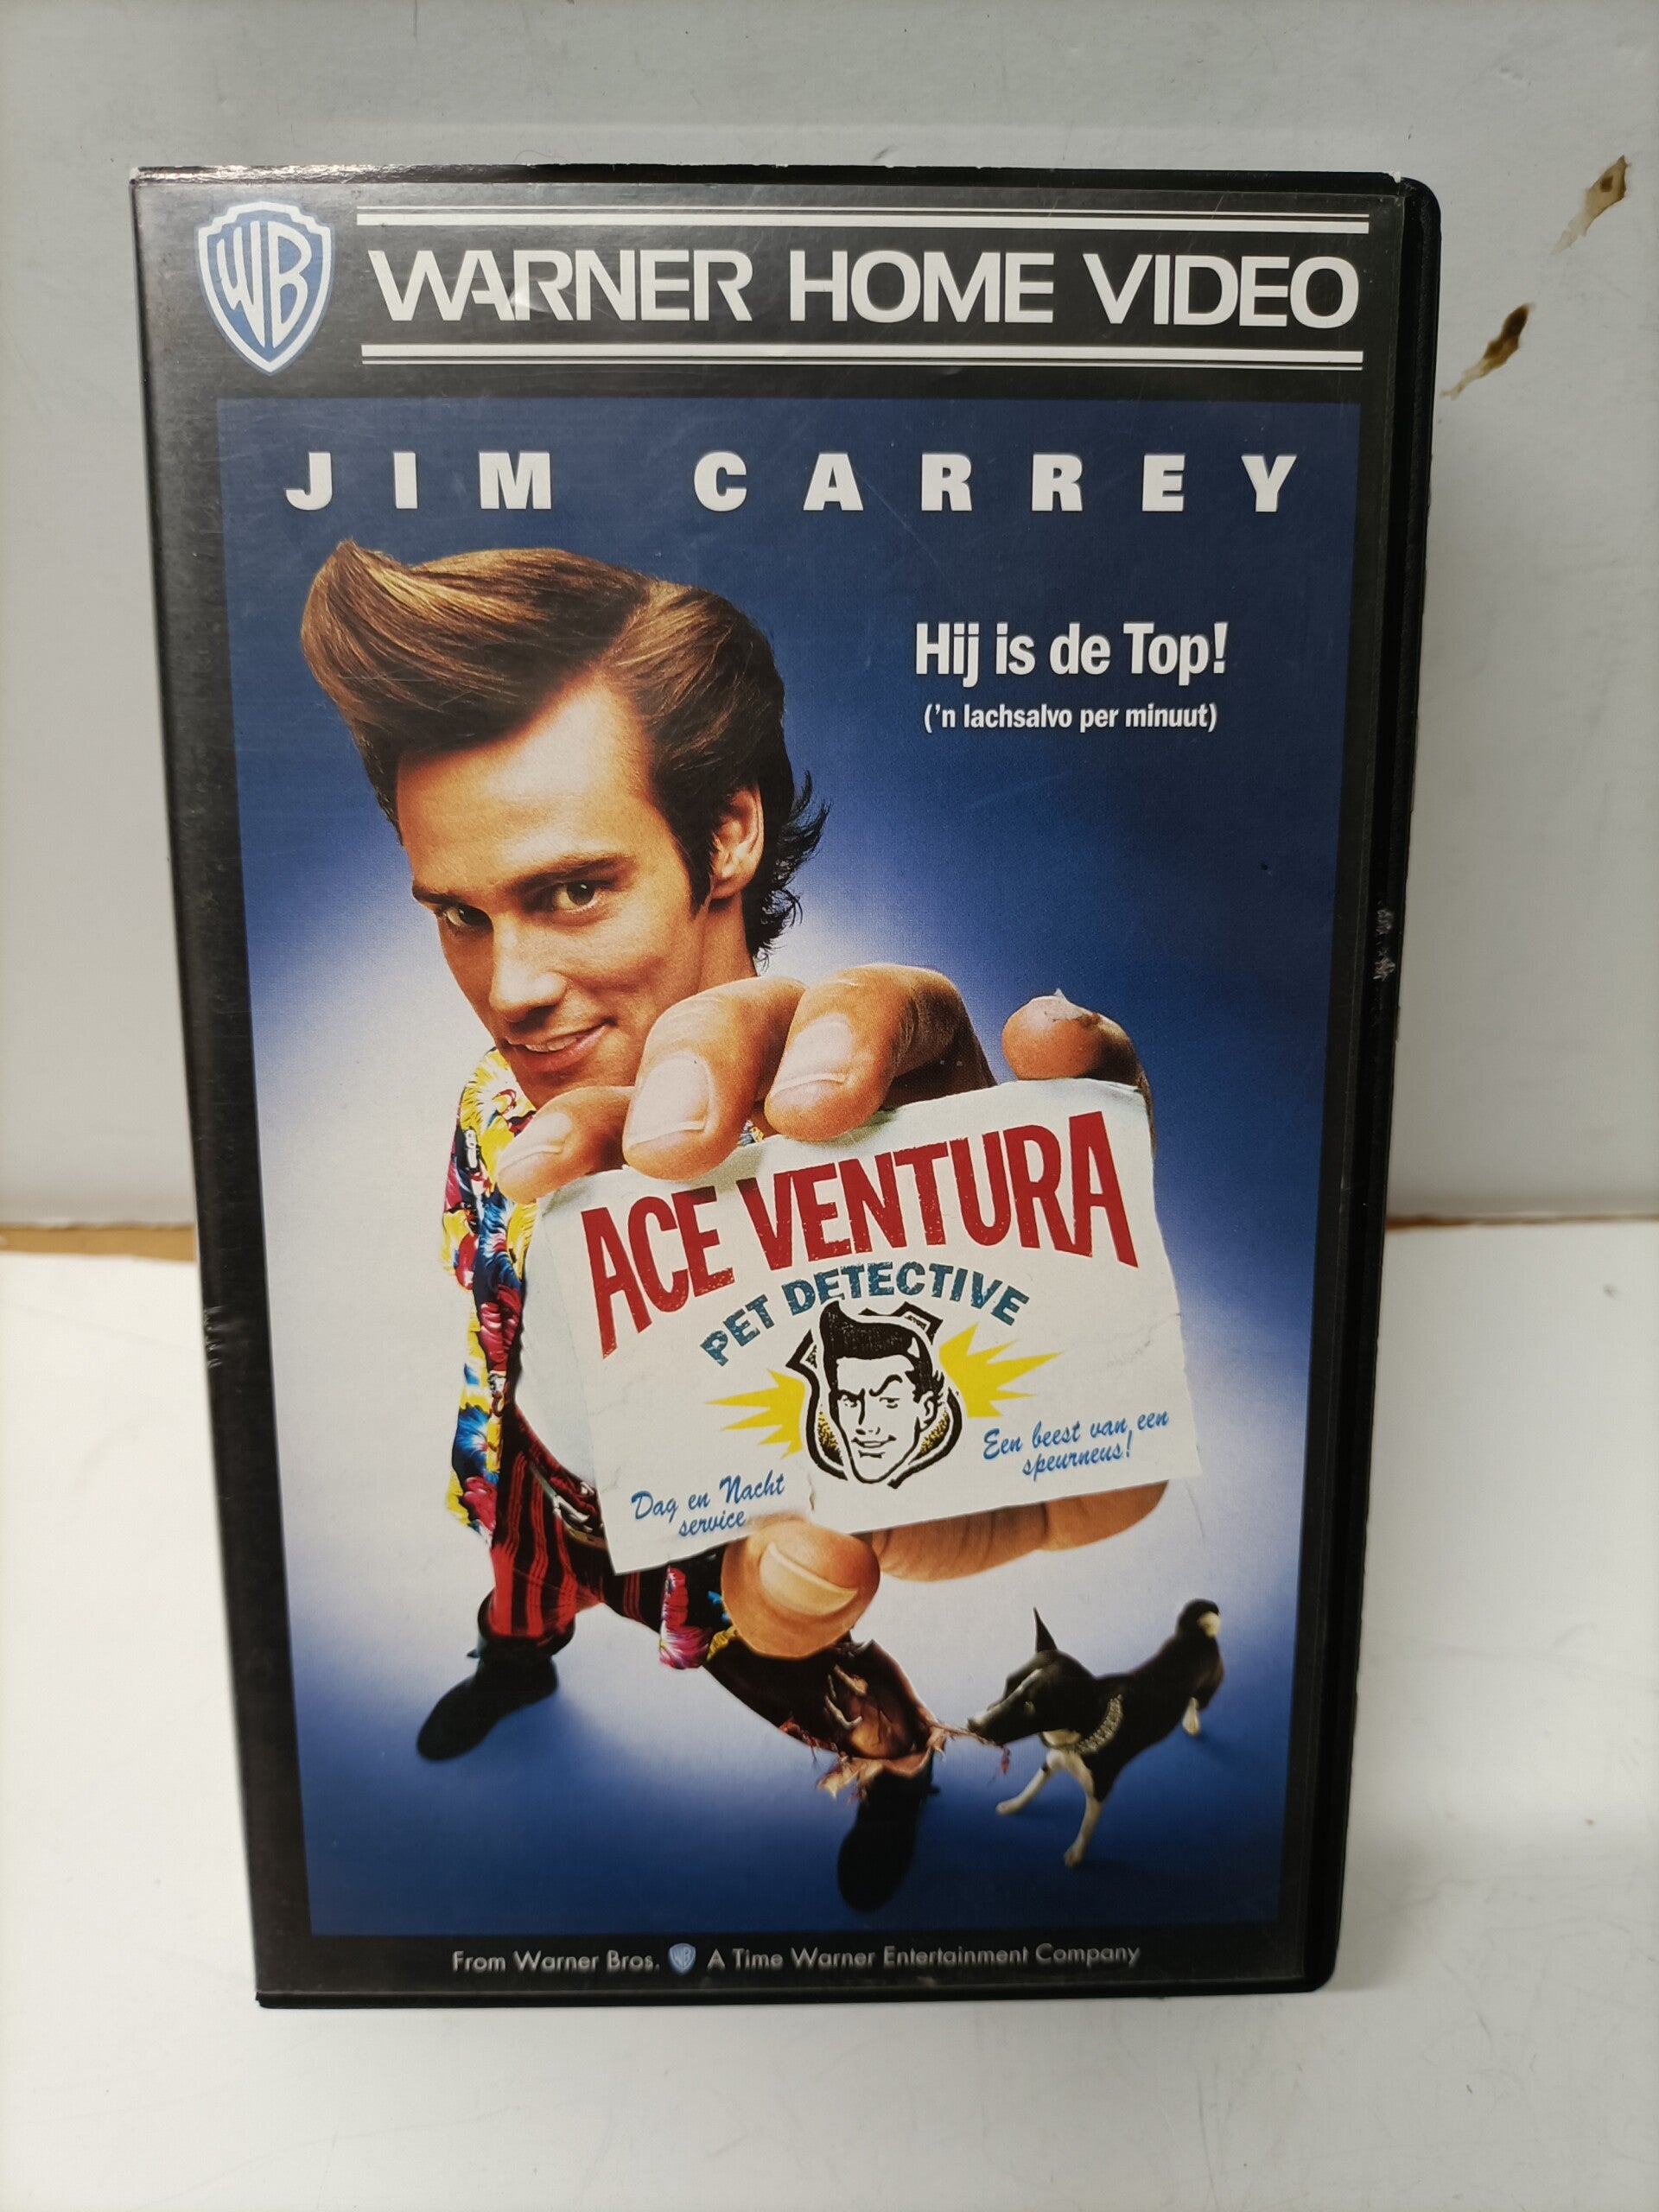 WB WARNER HOME VIDEO
JIM CARREY
Hij is de Top!
('n lachsalvo per minuut)
ACE VENTURA
PET DETECTIVE
Een beest van een
speurneus!
Dag en Nacht
service
From Warner Bros. A Time Warner Entertainment Company